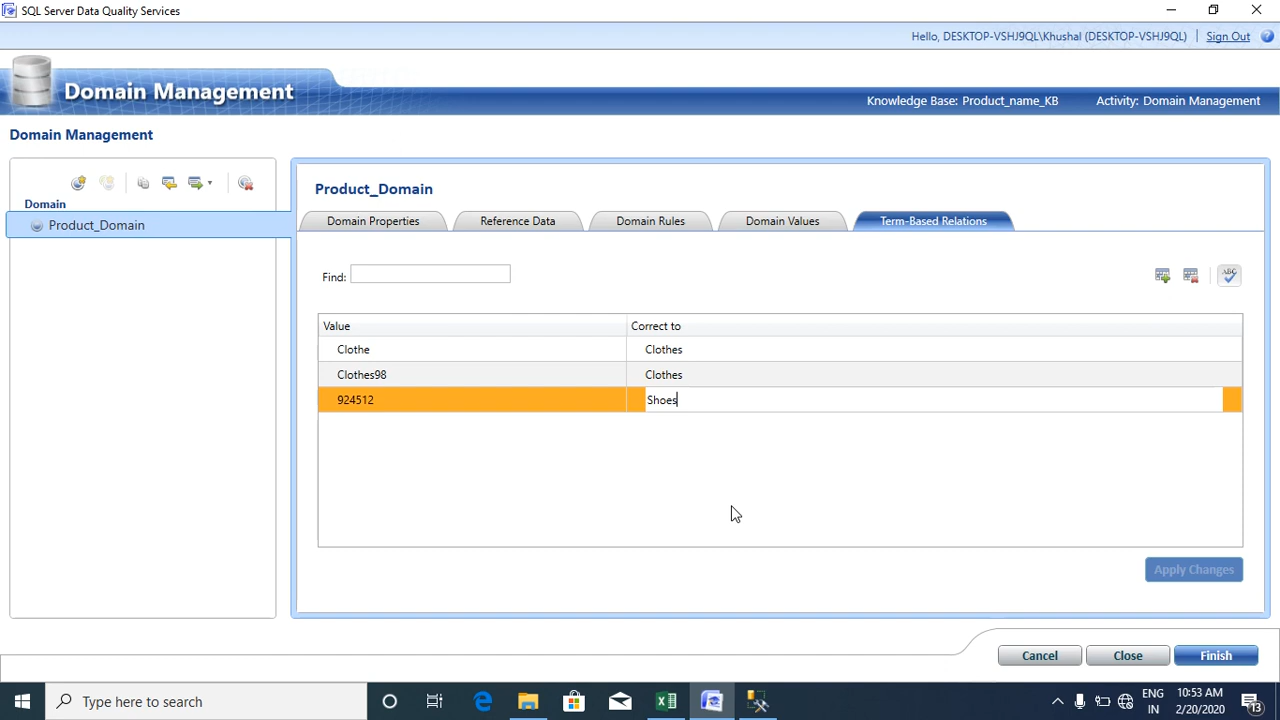 SQL Server Data Quality Services
Hello, DESKTOP-VSHJ9QL\Khushal (DESKTOP-VSHJ9QL) Sign Out ?
Domain Management
Knowledge Base: Product_name_KB Activity: Domain Management
Domain Management
Domain
Product_Domain
Product_Domain
Domain Properties Reference Data Domain Rules Domain Values Term-Based Relations
Find:
ABC
Value Correct to
Clothe Clothes
Clothes98 Clothes
924512 Shoes
Apply Changes
Cancel Close Finish
Type here to search
ENG 10:53 AM
IN 2/20/2020 13